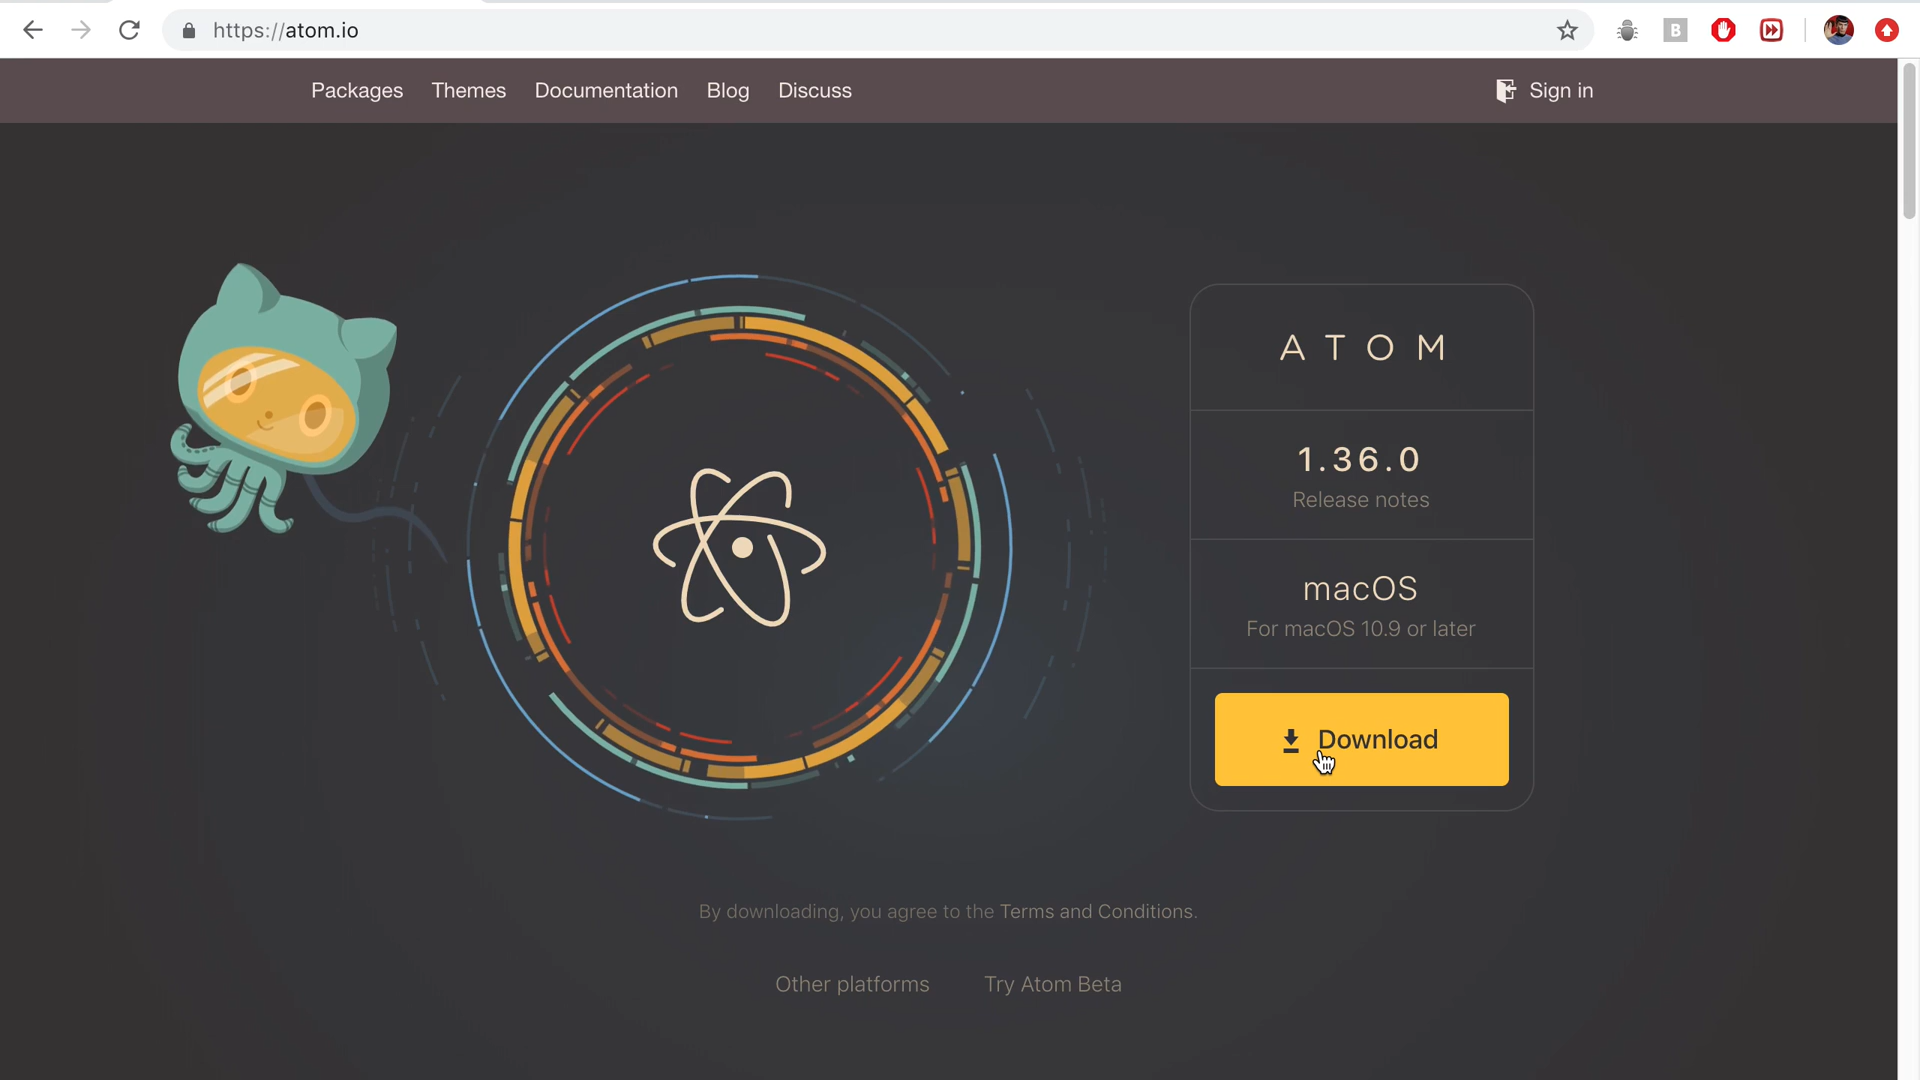 https://atom.io
B
Packages Themes Documentation Blog Discuss Sign in
ATOM
1.36.0
Release notes
macOS
For macOS 10.9 or later
Download
By downloading, you agree to the Terms and Conditions.
Other platforms Try Atom Beta